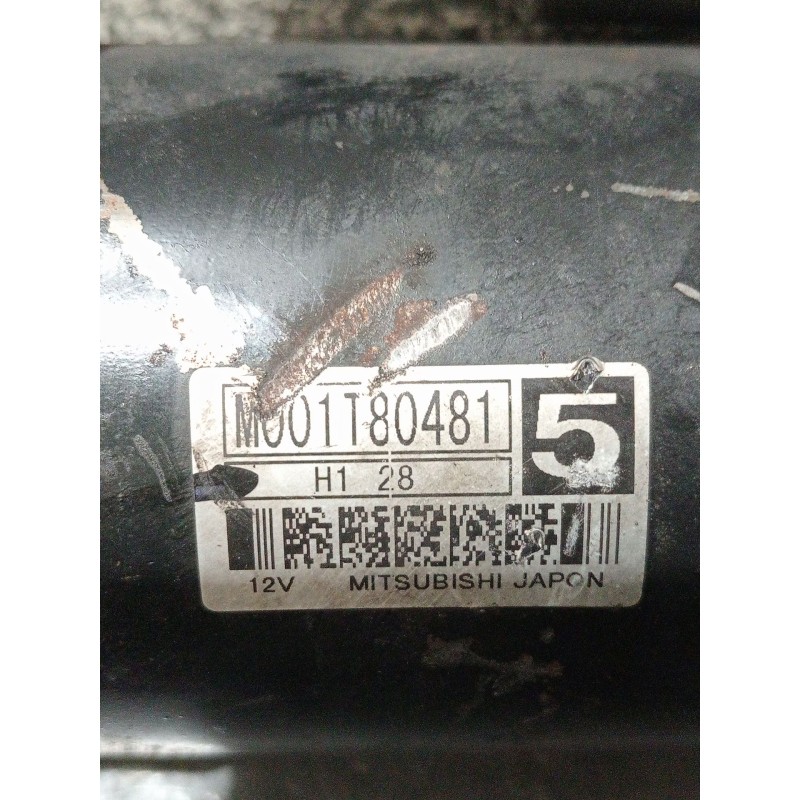 M001T80481
5
H1 28
12V MITSUBISHI JAPON